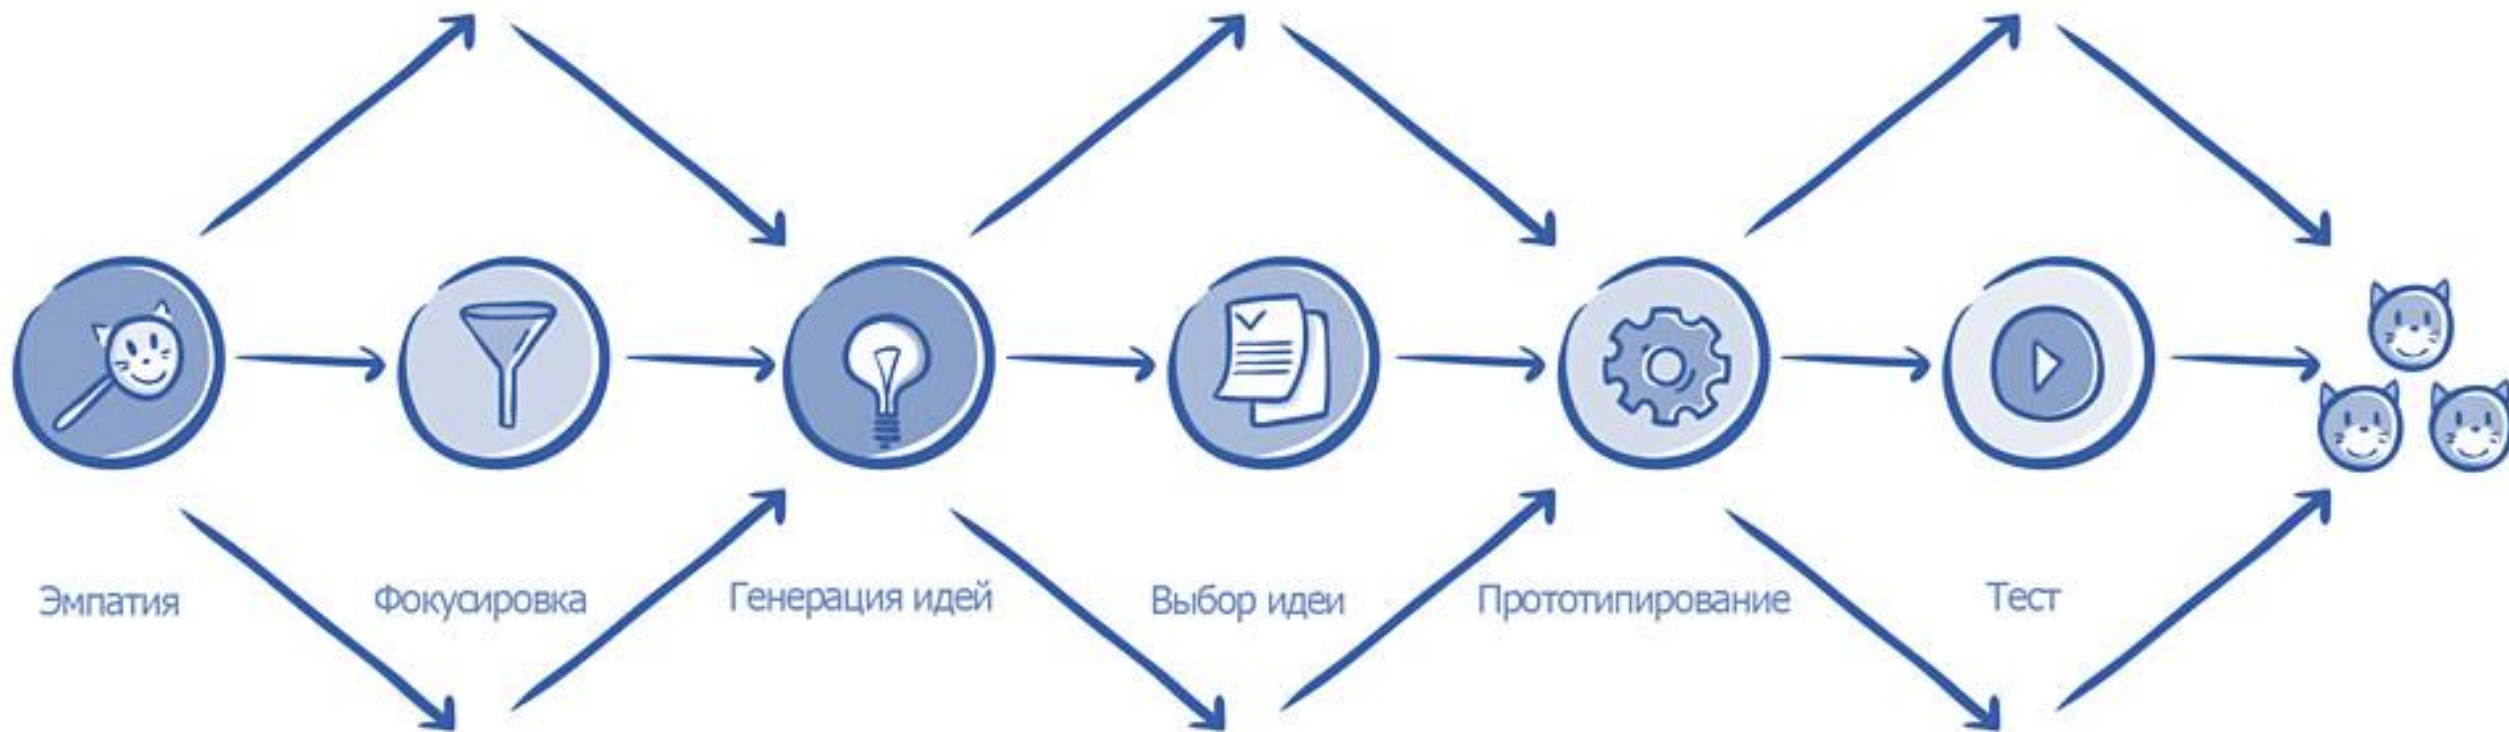 Эмпатия
Фокусировка
Генерация идей
Выбор идеи
Прототипирование
Тест